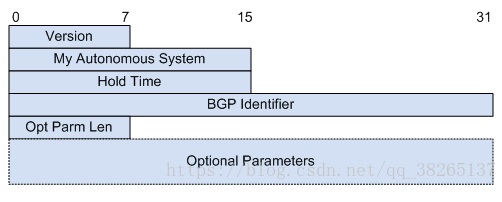 0 7 15 31
Version
My Autonomous System
Hold Time
BGP Identifier
Opt Parm Len
Optional Parameters
https://blog.csdn.net/qq_38265137